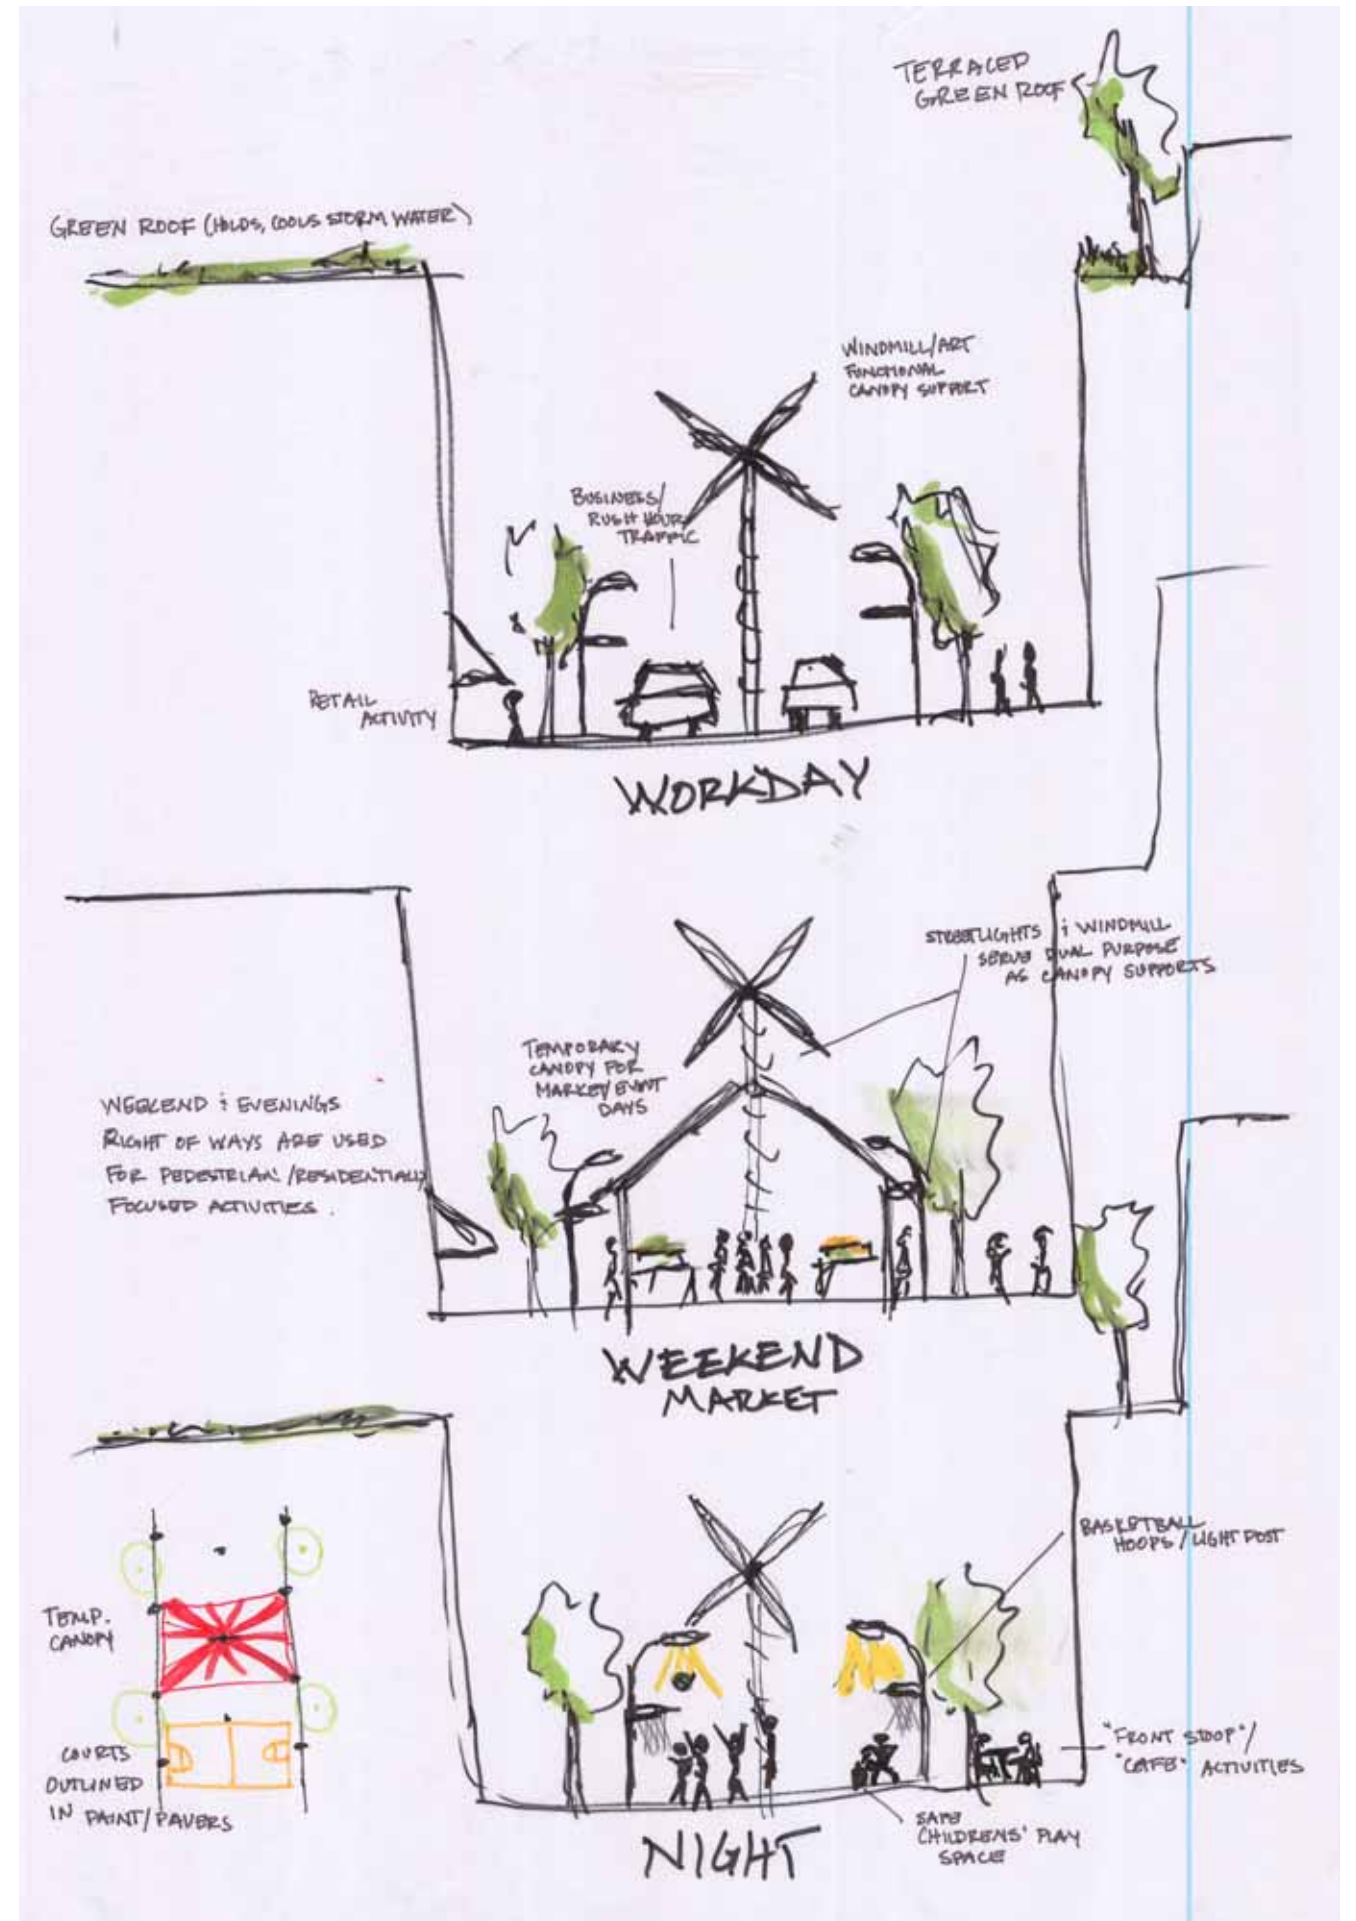 TERRACED
GREEN ROOF
GREEN ROOF (HOLDS, COOLS STORM WATER)
WINDMILL/ART
FUNCTIONAL
CANOPY SUPPORT
BUSINESS/
RUSH HOUR
TRAFFIC
RETAIL
ACTIVITY
WORKDAY
STREETLIGHTS & WINDMILL
SERVE DUAL PURPOSE
AS CANOPY SUPPORTS
TEMPORARY
CANOPY FOR
MARKET/EVENT
DAYS
WEEKEND & EVENINGS
RIGHT OF WAYS ARE USED
FOR PEDESTRIAN/RESIDENTIALLY
FOCUSED ACTIVITIES.
WEEKEND
MARKET
BASKETBALL
HOOPS/LIGHT POST
TEMP.
CANOPY
COURTS
OUTLINED
IN PAINT/PAVERS
"FRONT STOOP"/
"CAFE" ACTIVITIES
SAFE
CHILDRENS' PLAY
SPACE
NIGHT